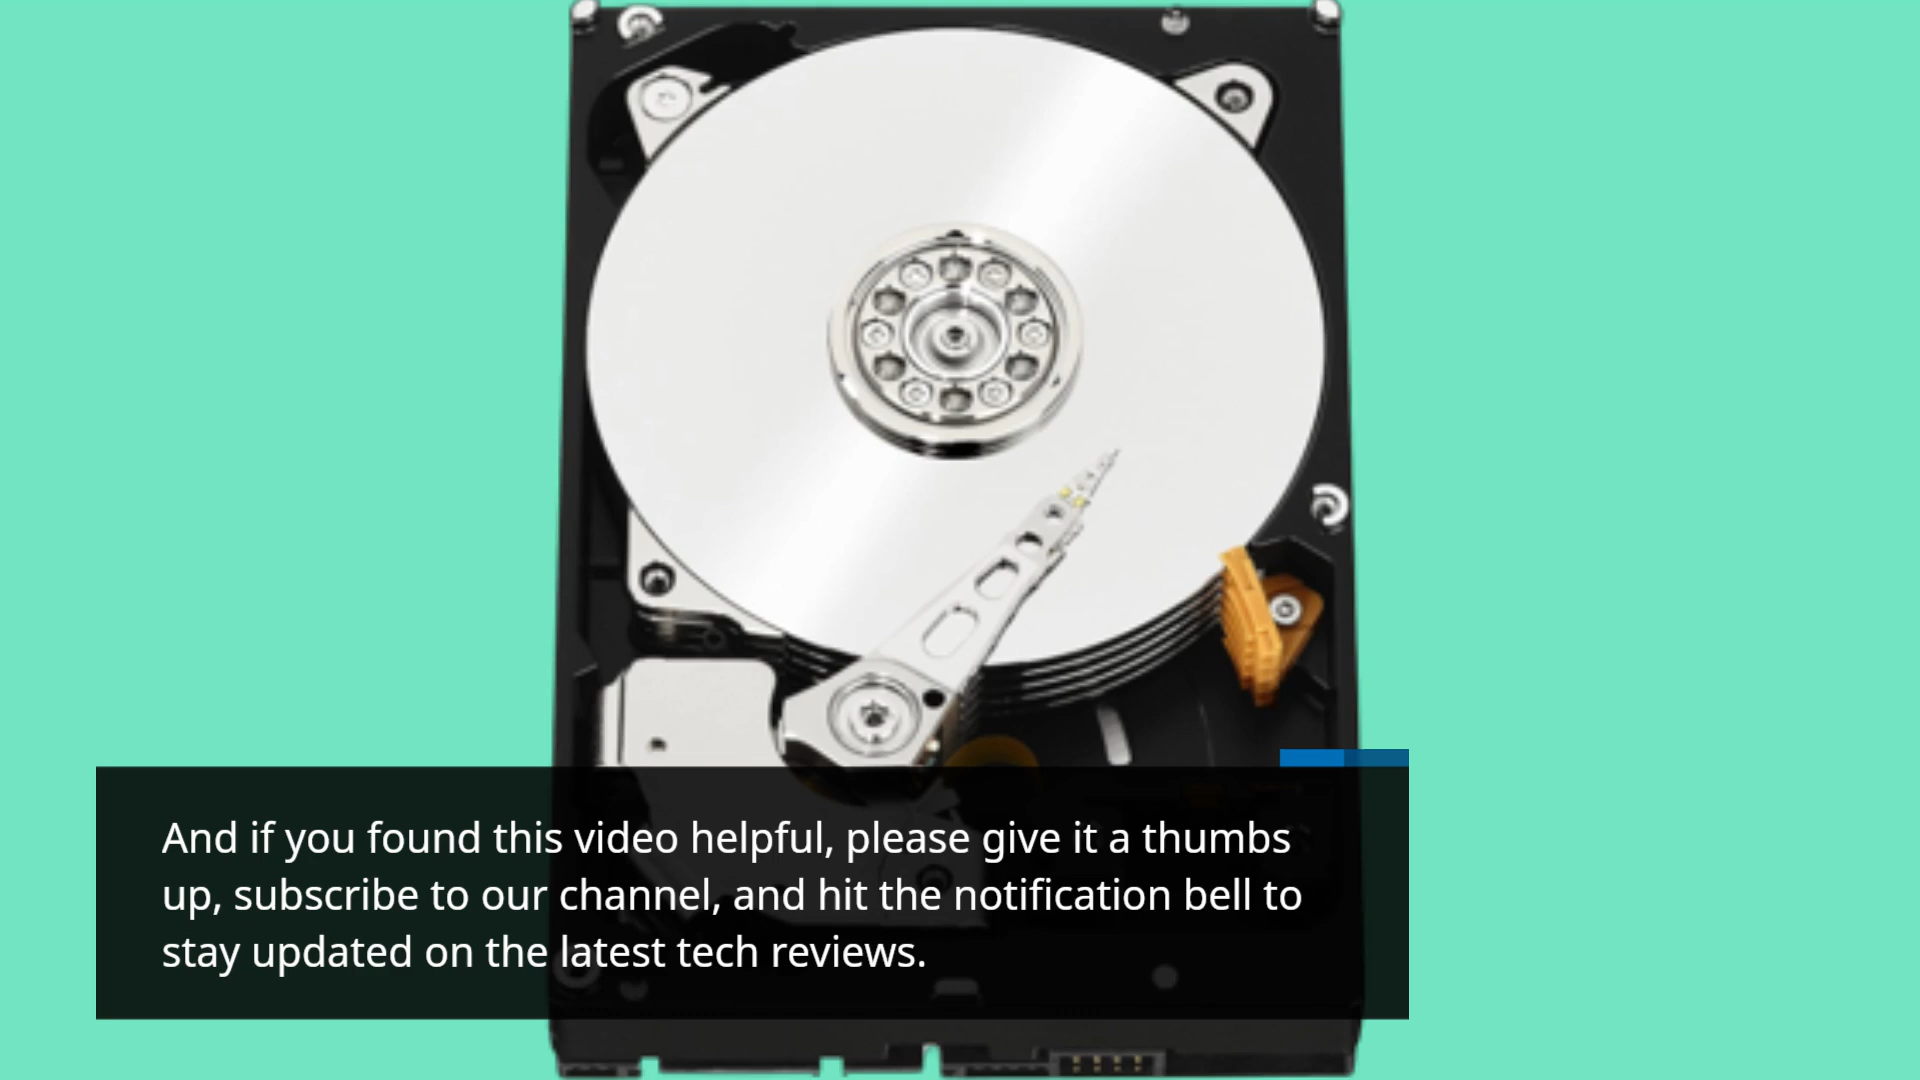 And if you found this video helpful, please give it a thumbs
up, subscribe to our channel, and hit the notification bell to
stay updated on the latest tech reviews.